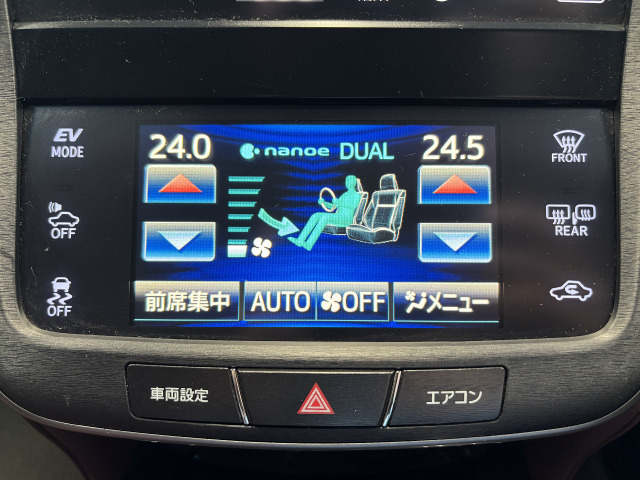 EV
MODE
24.0
nanoe DUAL
24.5
FRONT
OFF
REAR
OFF
前席集中
AUTO
OFF
メニュー
車両設定
エアコン